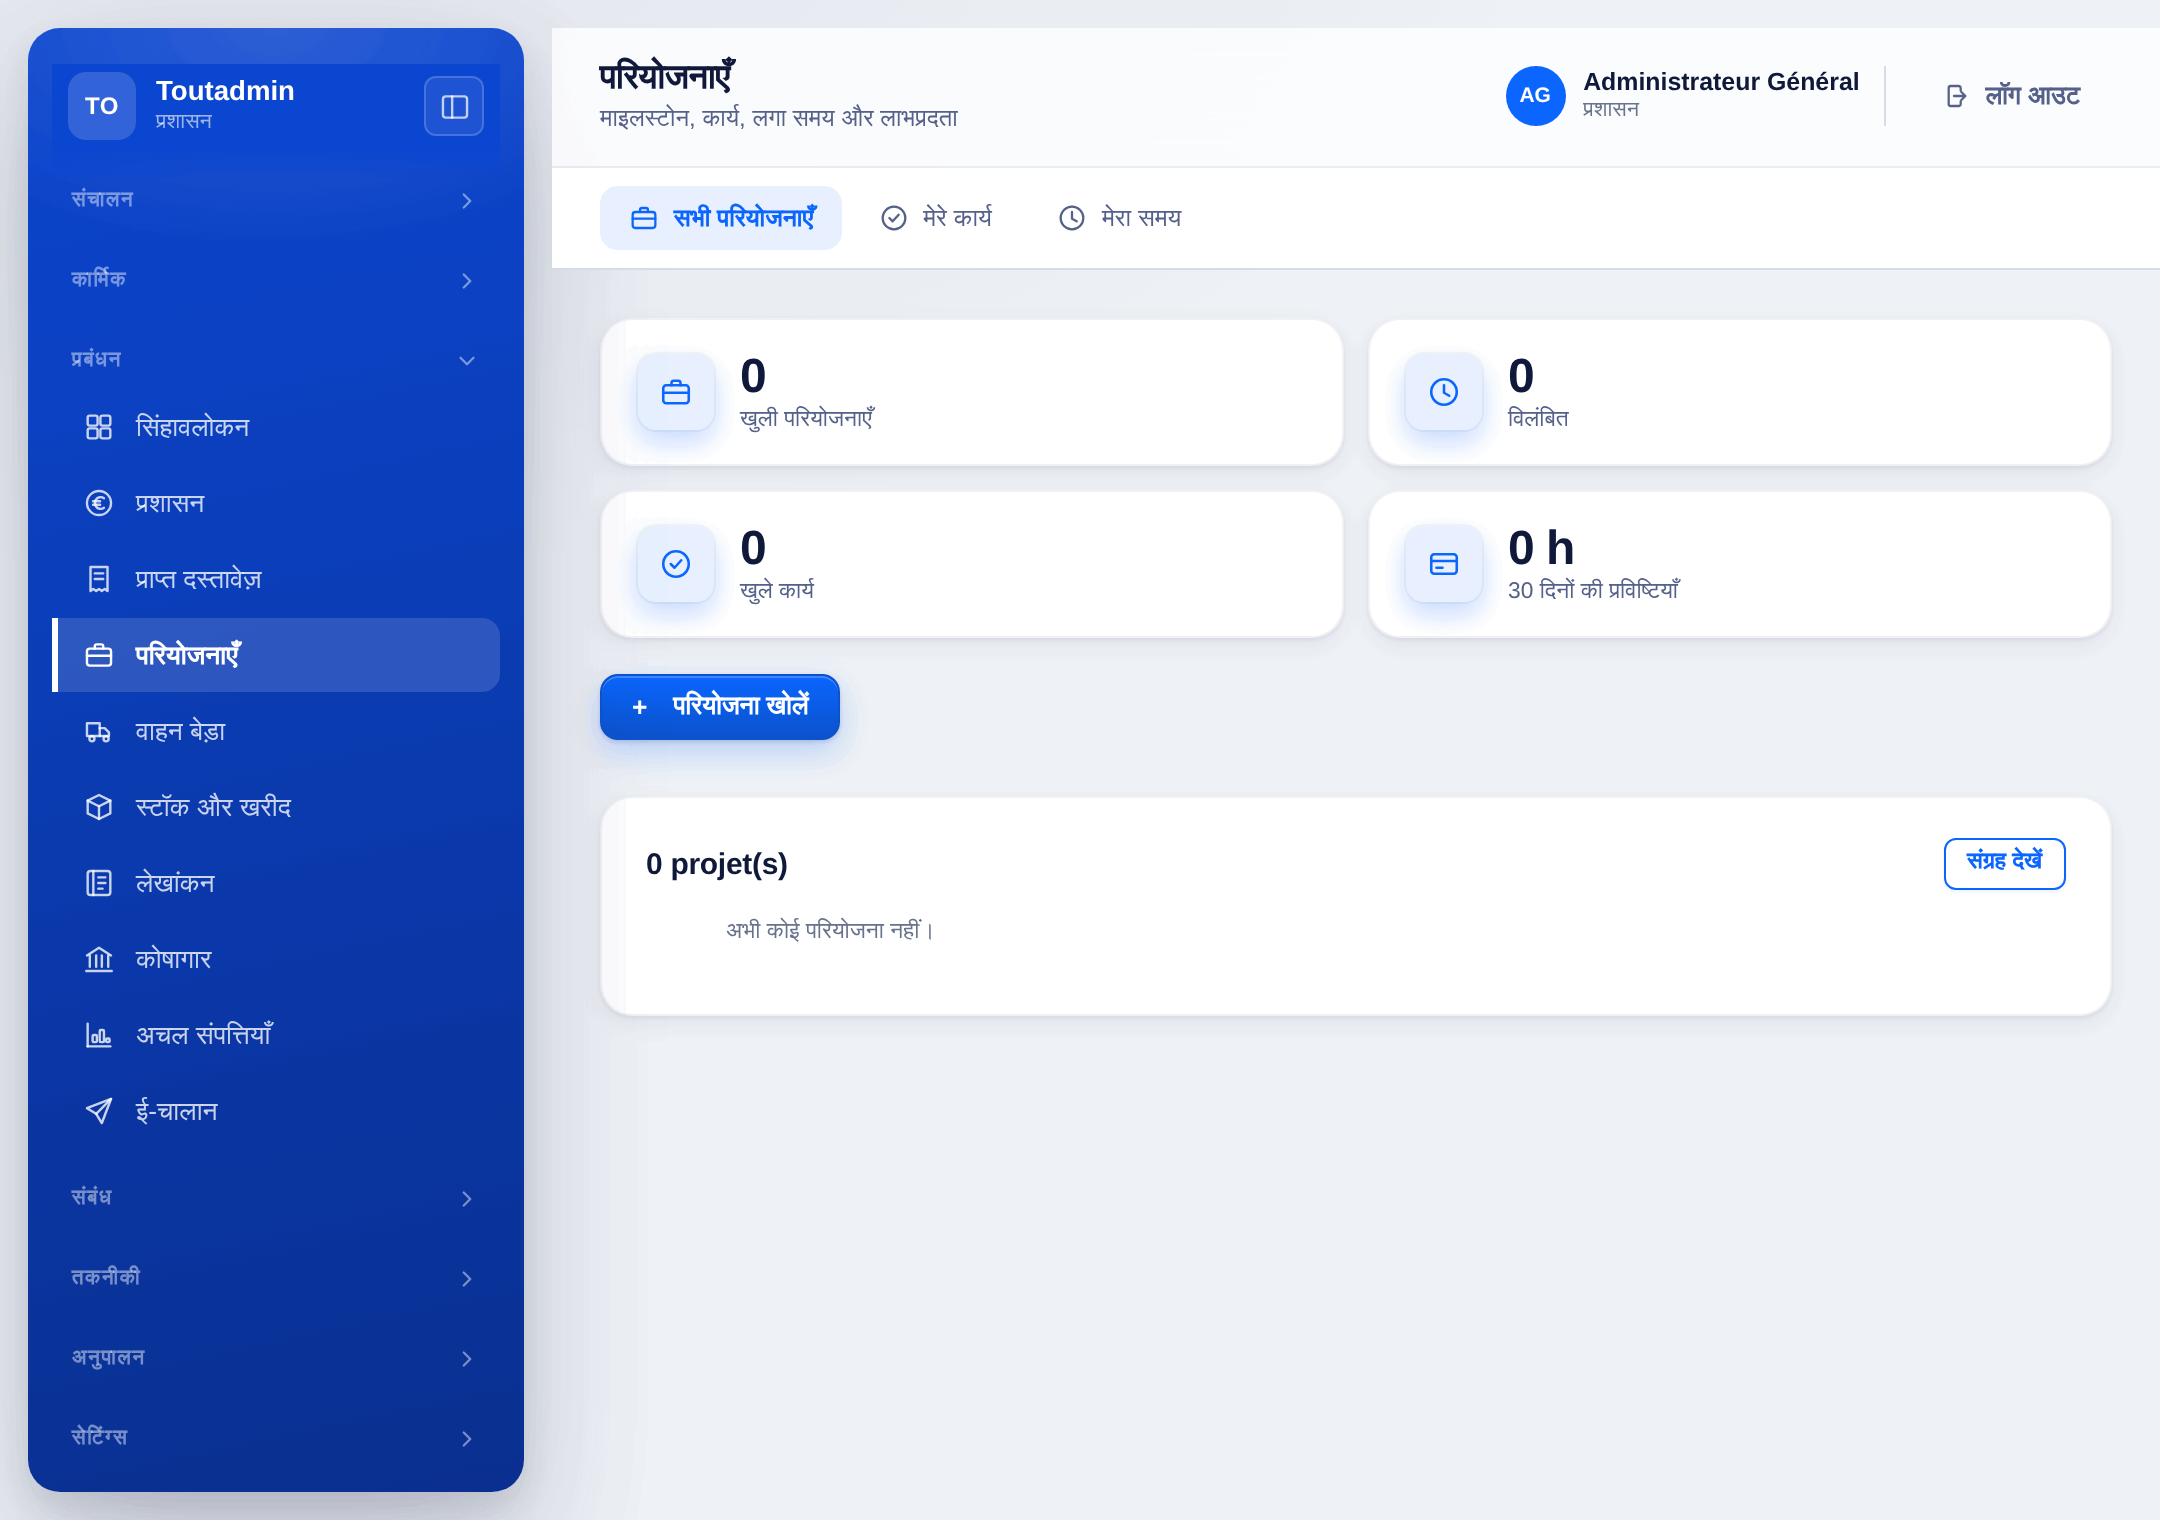 TO
Toutadmin
प्रशासन
संचालन
कार्मिक
प्रबंधन
सिंहावलोकन
प्रशासन
प्राप्त दस्तावेज़
परियोजनाएँ
वाहन बेड़ा
स्टॉक और खरीद
लेखांकन
कोषागार
अचल संपत्तियाँ
ई-चालान
संबंध
तकनीकी
अनुपालन
सेटिंग्स
परियोजनाएँ
माइलस्टोन, कार्य, लगा समय और लाभप्रदता
AG
Administrateur Général
प्रशासन
लॉग आउट
सभी परियोजनाएँ
मेरे कार्य
मेरा समय
0
खुली परियोजनाएँ
0
विलंबित
0
खुले कार्य
0 h
30 दिनों की प्रविष्टियाँ
+ परियोजना खोलें
0 projet(s)
संग्रह देखें
अभी कोई परियोजना नहीं।